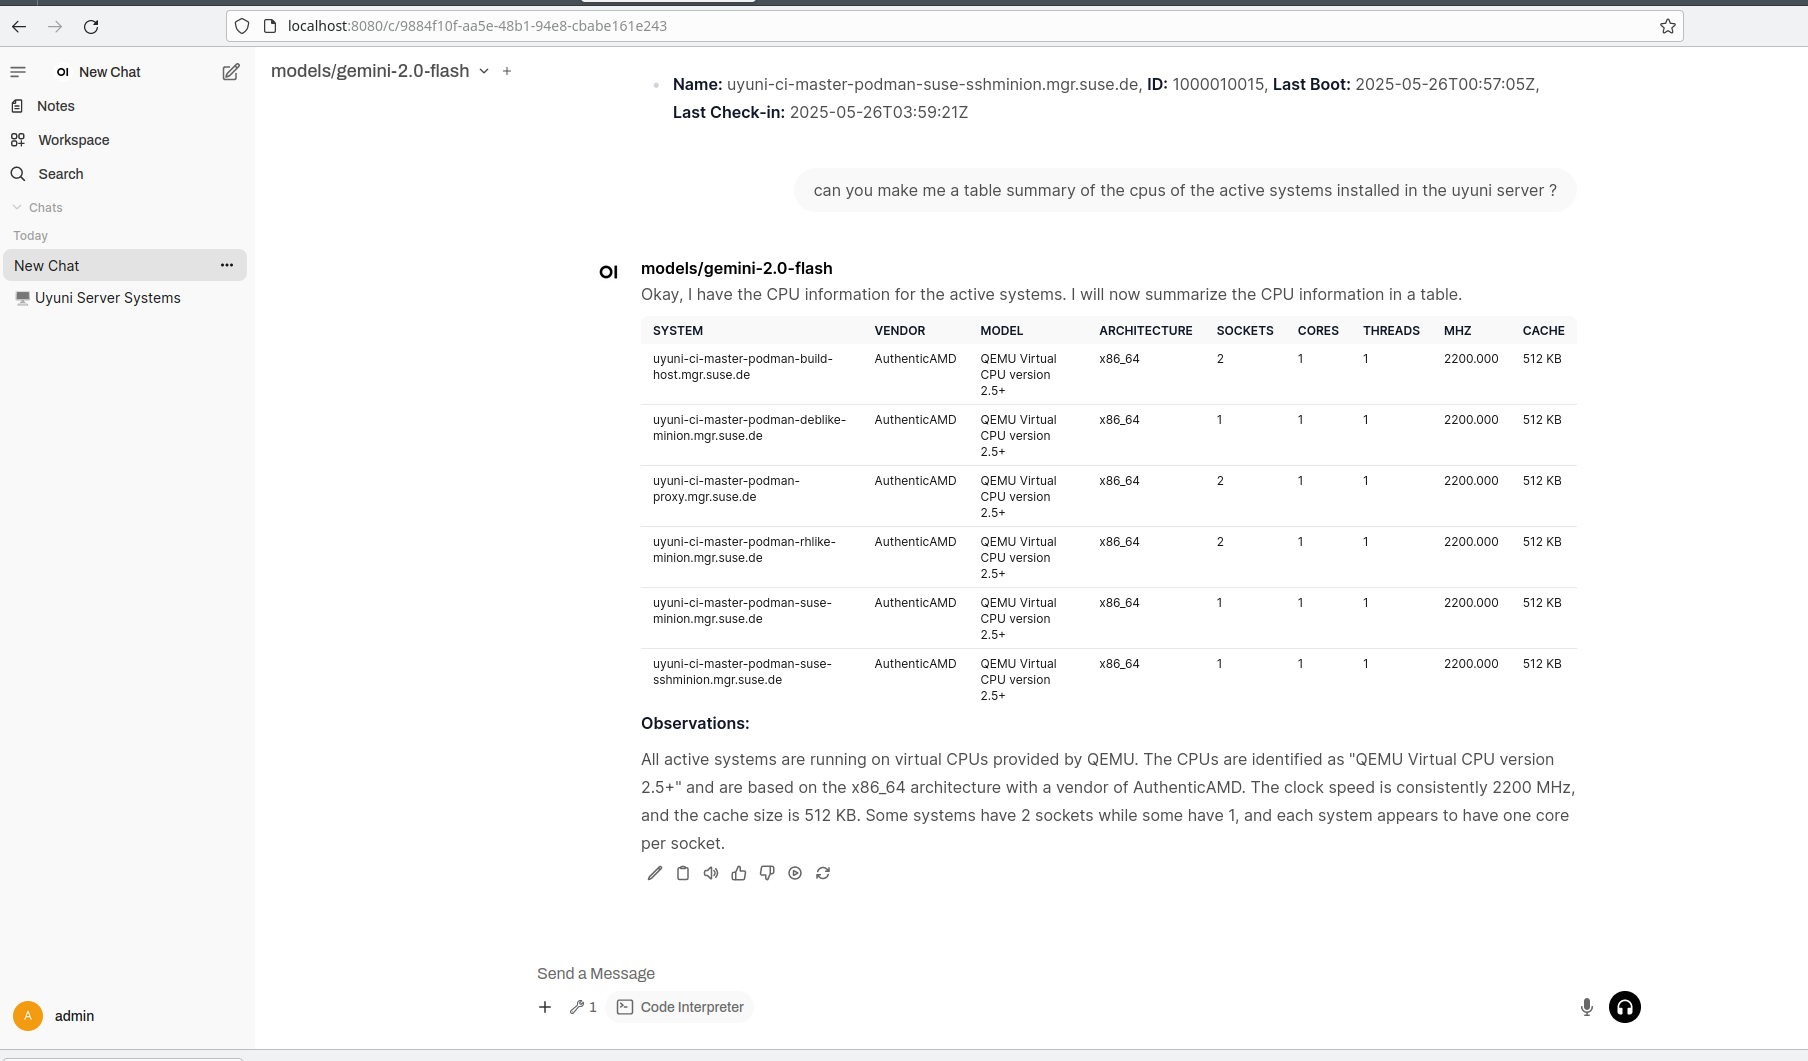 localhost:8080/c/9884f10f-aa5e-48b1-94e8-cbabe161e243
OI New Chat
Notes
Workspace
Search
Chats
Today
New Chat
Uyuni Server Systems
A admin
models/gemini-2.0-flash
Name: uyuni-ci-master-podman-suse-sshminion.mgr.suse.de, ID: 1000010015, Last Boot: 2025-05-26T00:57:05Z,
Last Check-in: 2025-05-26T03:59:21Z
can you make me a table summary of the cpus of the active systems installed in the uyuni server ?
OI models/gemini-2.0-flash
Okay, I have the CPU information for the active systems. I will now summarize the CPU information in a table.
SYSTEM VENDOR MODEL ARCHITECTURE SOCKETS CORES THREADS MHZ CACHE
uyuni-ci-master-podman-build- AuthenticAMD QEMU Virtual x86_64 2 1 1 2200.000 512 KB
host.mgr.suse.de CPU version
2.5+
uyuni-ci-master-podman-deblike- AuthenticAMD QEMU Virtual x86_64 1 1 1 2200.000 512 KB
minion.mgr.suse.de CPU version
2.5+
uyuni-ci-master-podman- AuthenticAMD QEMU Virtual x86_64 2 1 1 2200.000 512 KB
proxy.mgr.suse.de CPU version
2.5+
uyuni-ci-master-podman-rhlike- AuthenticAMD QEMU Virtual x86_64 2 1 1 2200.000 512 KB
minion.mgr.suse.de CPU version
2.5+
uyuni-ci-master-podman-suse- AuthenticAMD QEMU Virtual x86_64 1 1 1 2200.000 512 KB
minion.mgr.suse.de CPU version
2.5+
uyuni-ci-master-podman-suse- AuthenticAMD QEMU Virtual x86_64 1 1 1 2200.000 512 KB
sshminion.mgr.suse.de CPU version
2.5+
Observations:
All active systems are running on virtual CPUs provided by QEMU. The CPUs are identified as "QEMU Virtual CPU version
2.5+" and are based on the x86_64 architecture with a vendor of AuthenticAMD. The clock speed is consistently 2200 MHz,
and the cache size is 512 KB. Some systems have 2 sockets while some have 1, and each system appears to have one core
per socket.
Send a Message
1 Code Interpreter